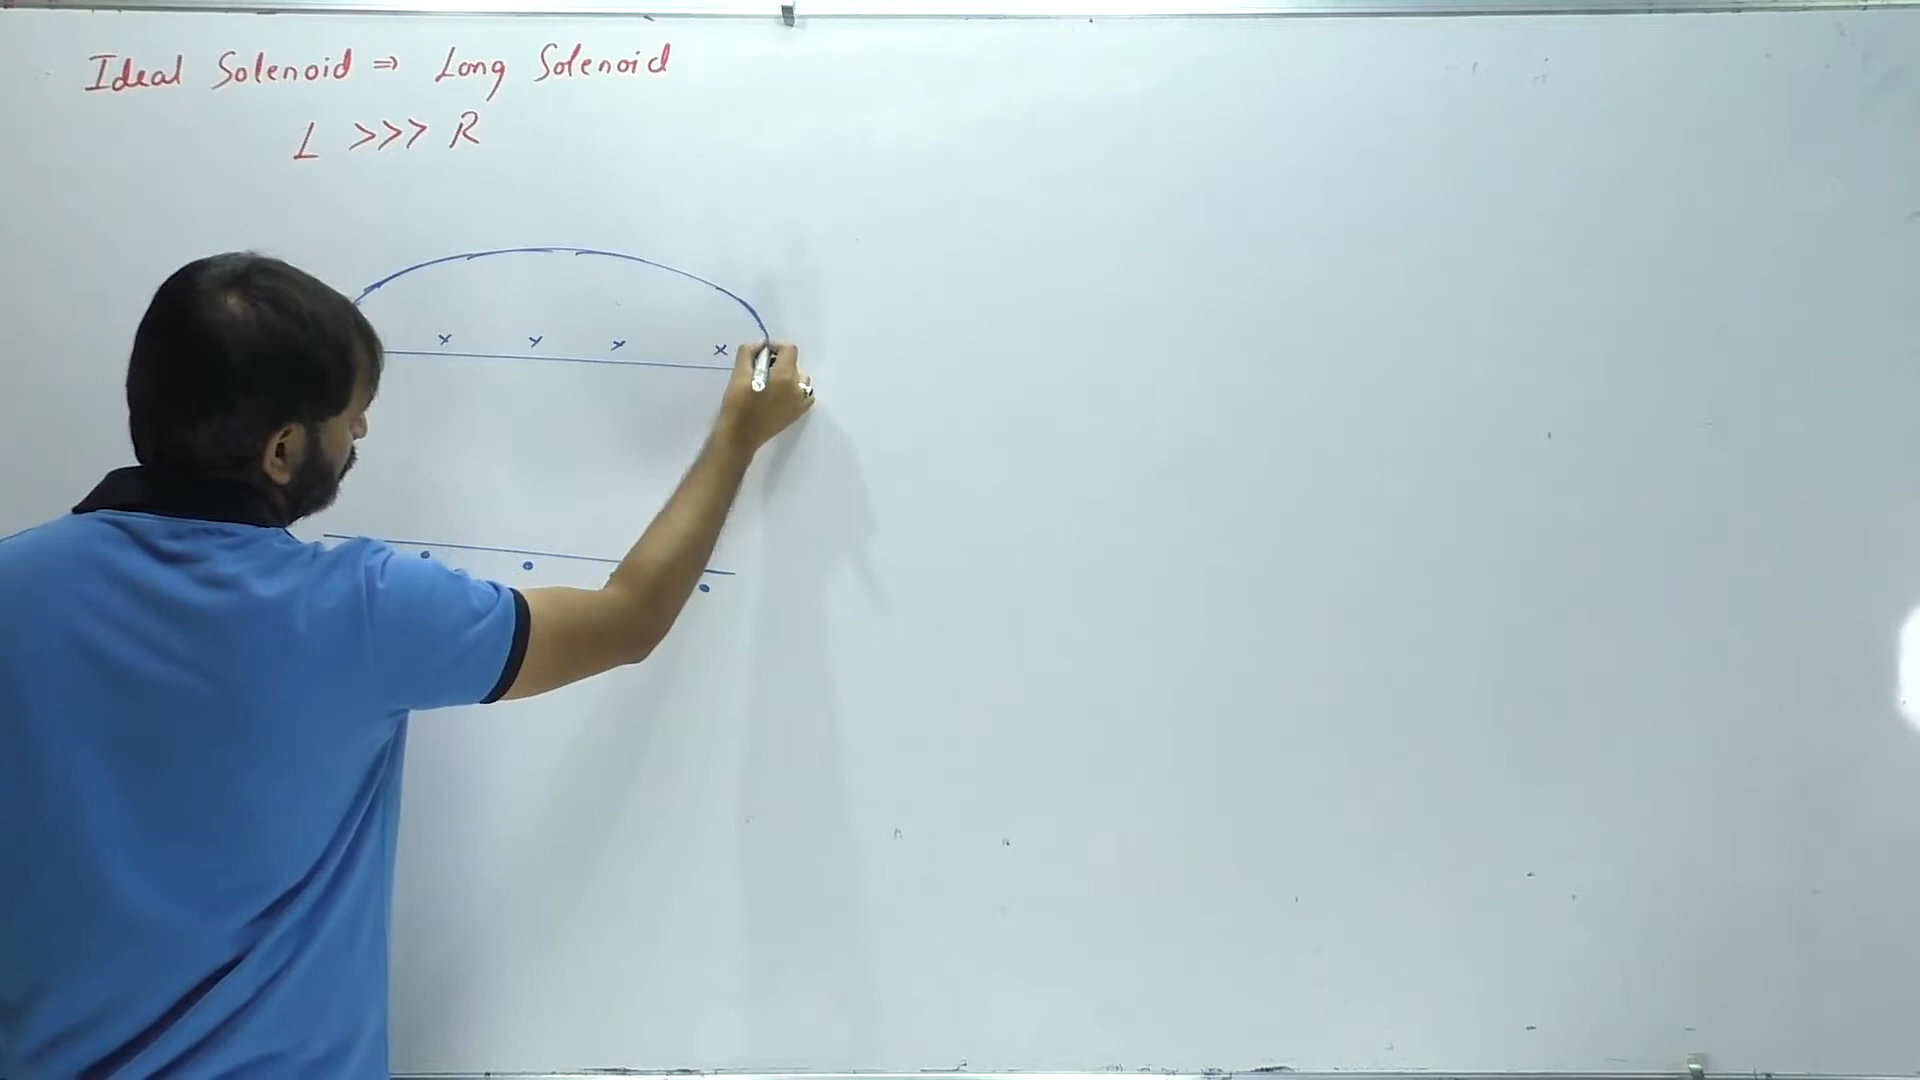 Ideal Solenoid ⇒ Long Solenoid
L >>> R